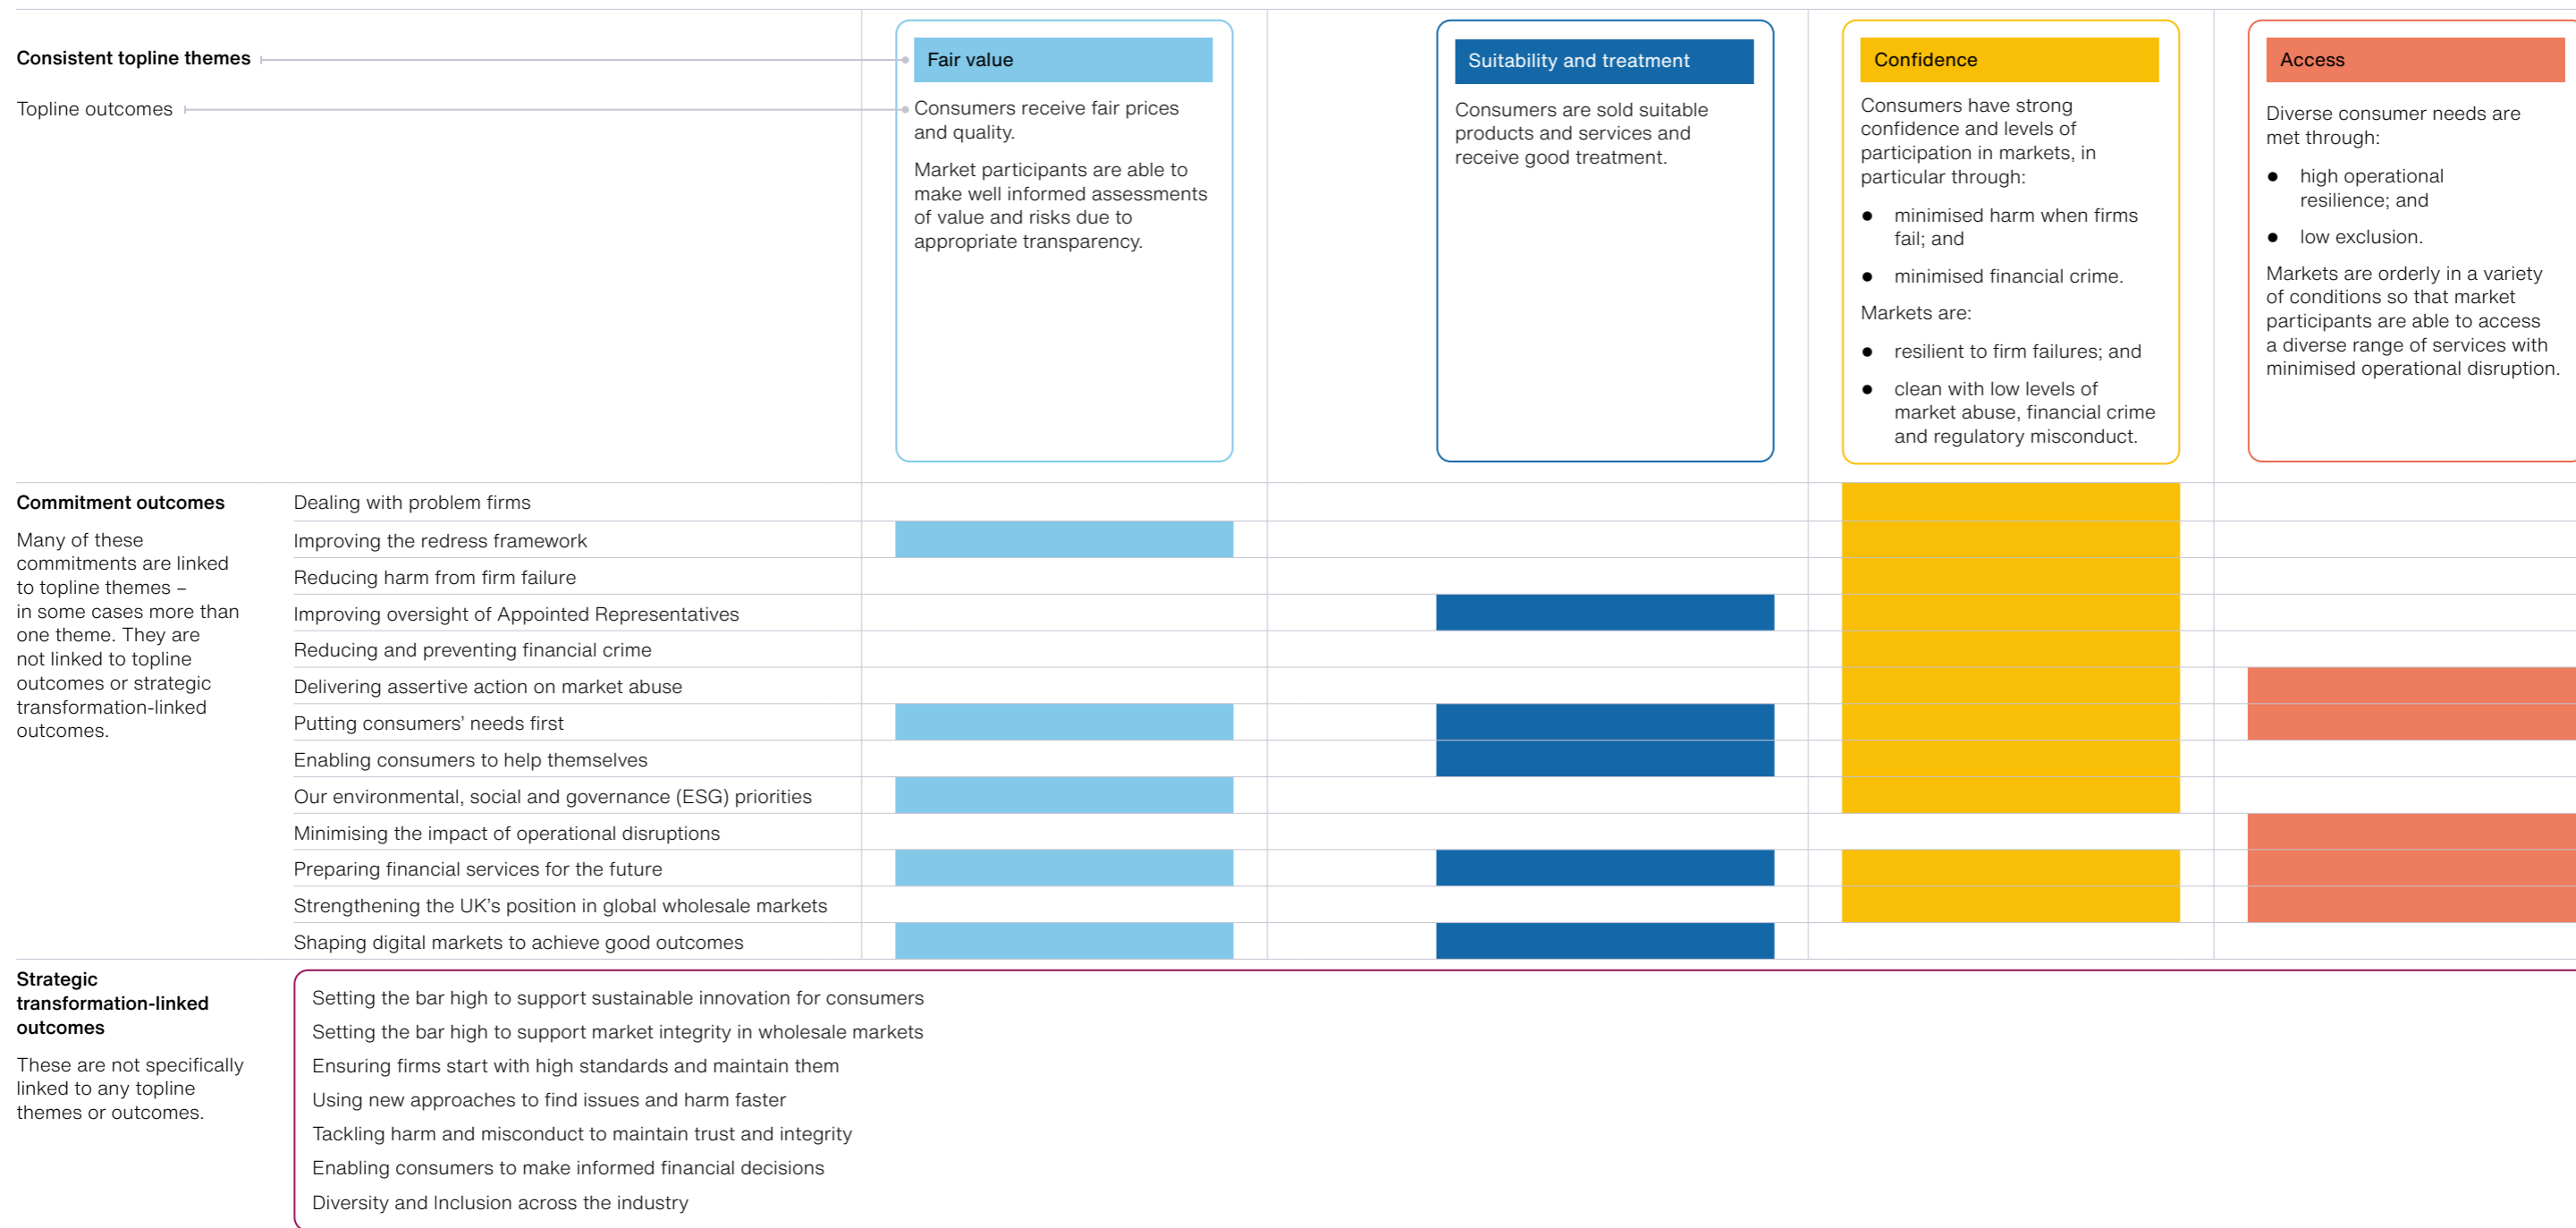 Consistent topline themes
Topline outcomes
Fair value
Consumers receive fair prices
and quality.
Market participants are able to
make well informed assessments
of value and risks due to
appropriate transparency.
Suitability and treatment
Consumers are sold suitable
products and services and
receive good treatment.
Confidence
Consumers have strong
confidence and levels of
participation in markets, in
particular through:
● minimised harm when firms
fail; and
● minimised financial crime.
Markets are:
● resilient to firm failures; and
● clean with low levels of
market abuse, financial crime
and regulatory misconduct.
Access
Diverse consumer needs are
met through:
● high operational
resilience; and
● low exclusion.
Markets are orderly in a variety
of conditions so that market
participants are able to access
a diverse range of services with
minimised operational disruption.
Commitment outcomes
Many of these
commitments are linked
to topline themes –
in some cases more than
one theme. They are
not linked to topline
outcomes or strategic
transformation-linked
outcomes.
Dealing with problem firms
Improving the redress framework
Reducing harm from firm failure
Improving oversight of Appointed Representatives
Reducing and preventing financial crime
Delivering assertive action on market abuse
Putting consumers’ needs first
Enabling consumers to help themselves
Our environmental, social and governance (ESG) priorities
Minimising the impact of operational disruptions
Preparing financial services for the future
Strengthening the UK’s position in global wholesale markets
Shaping digital markets to achieve good outcomes
Strategic
transformation-linked
outcomes
These are not specifically
linked to any topline
themes or outcomes.
Setting the bar high to support sustainable innovation for consumers
Setting the bar high to support market integrity in wholesale markets
Ensuring firms start with high standards and maintain them
Using new approaches to find issues and harm faster
Tackling harm and misconduct to maintain trust and integrity
Enabling consumers to make informed financial decisions
Diversity and Inclusion across the industry